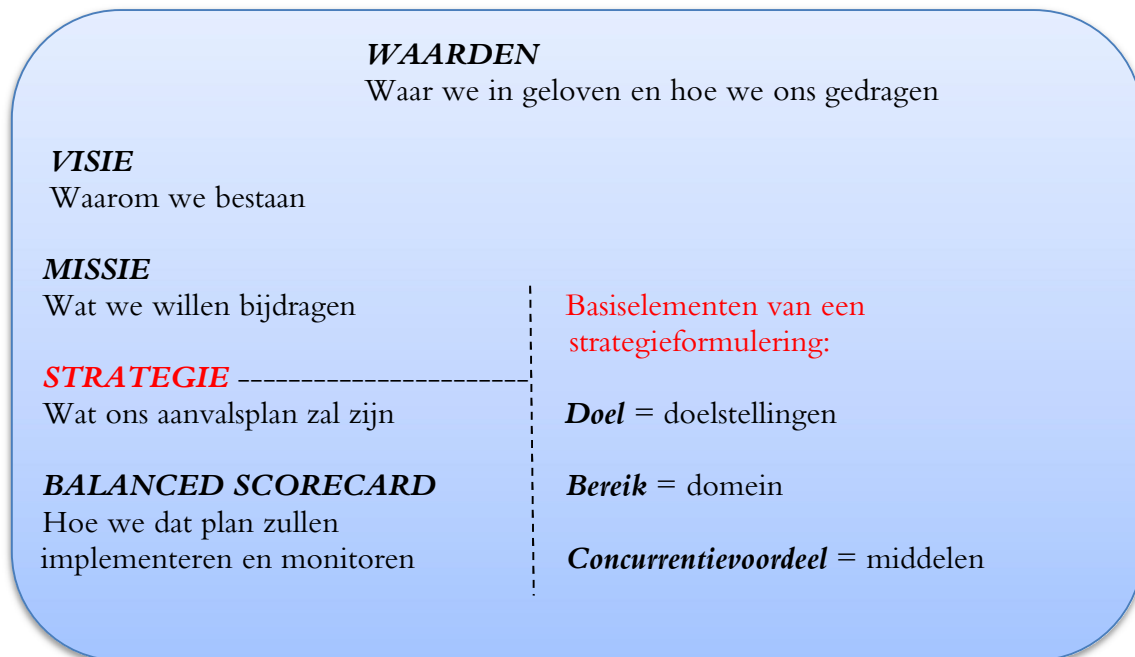 WAARDEN
Waar we in geloven en hoe we ons gedragen
VISIE
Waarom we bestaan
MISSIE
Wat we willen bijdragen
STRATEGIE
Wat ons aanvalsplan zal zijn
BALANCED SCORECARD
Hoe we dat plan zullen
implementeren en monitoren
Basiselementen van een
strategieformulering:
Doel = doelstellingen
Bereik = domein
Concurrentievoordeel = middelen